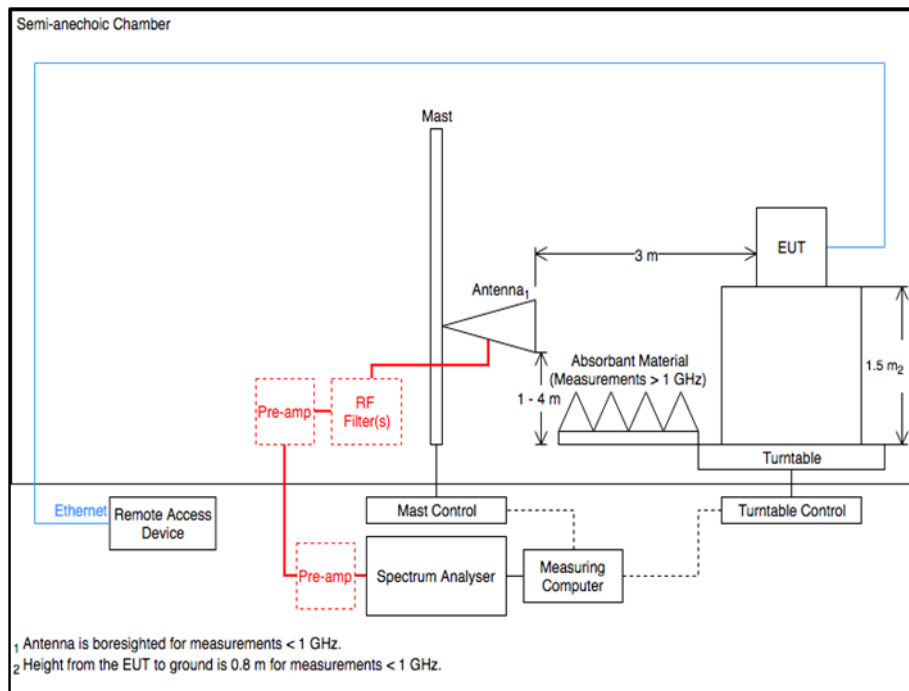 Semi-anechoic Chamber
Mast
EUT
3 m
Antenna1
1.5 m2
Absorbant Material
(Measurements > 1 GHz)
1 - 4 m
Pre-amp
RF
Filter(s)
Turntable
Ethernet
Remote Access
Device
Mast Control
Turntable Control
Pre-amp
Spectrum Analyser
Measuring
Computer
1 Antenna is boresighted for measurements < 1 GHz.
2 Height from the EUT to ground is 0.8 m for measurements < 1 GHz.